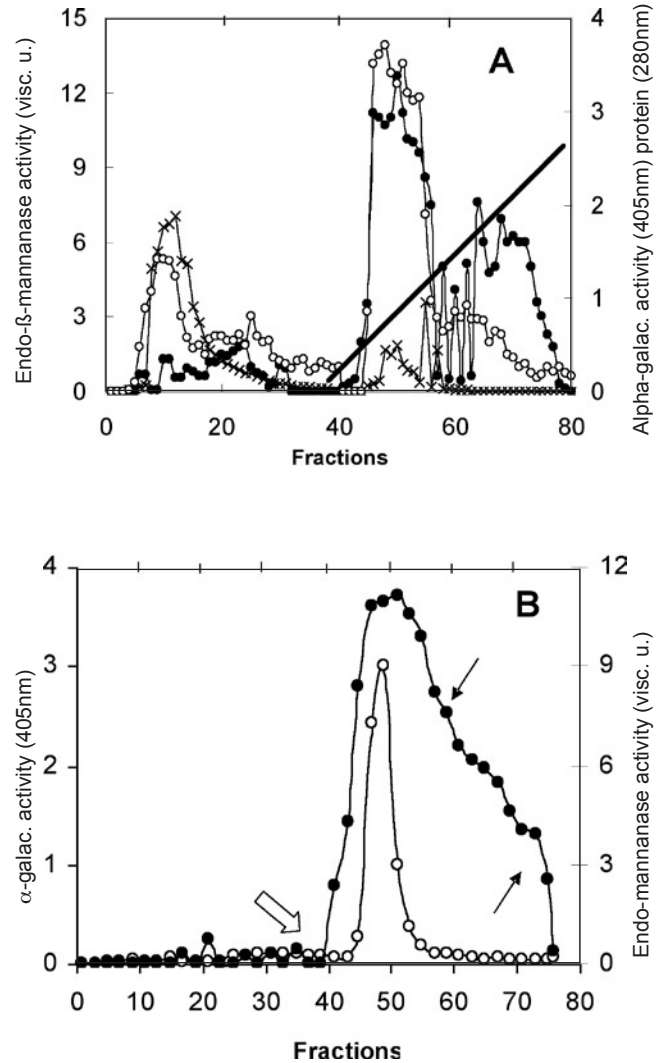 A
Endo-ß-mannanase activity (visc. u.)
15
12
9
6
3
0
Alpha-galac. activity (405nm) protein (280nm)
4
3
2
1
0
0 20 40 60 80
Fractions
B
α-galac. activity (405nm)
4
3
2
1
0
Endo-mannanase activity (visc. u.)
12
9
6
3
0
0 10 20 30 40 50 60 70 80
Fractions